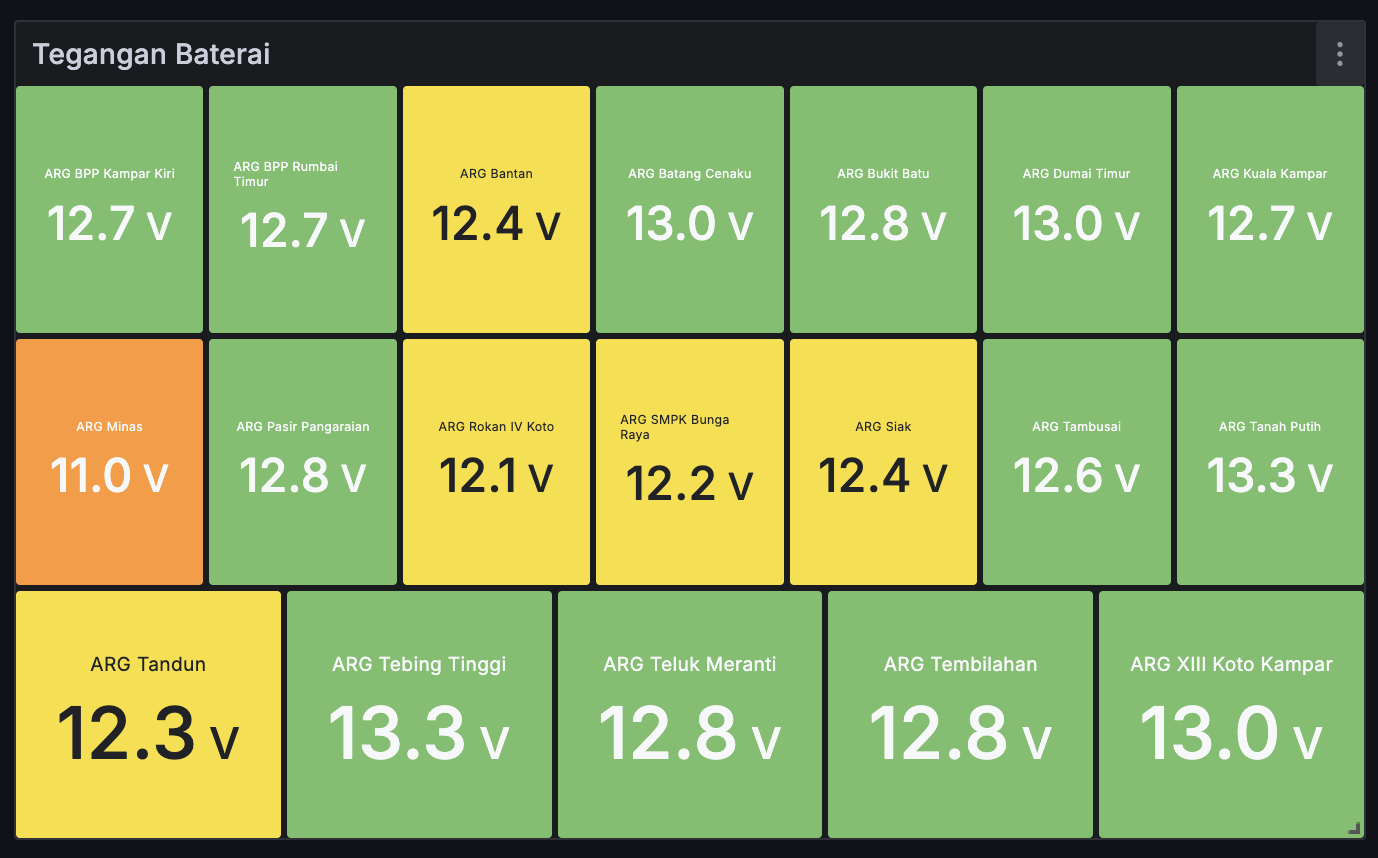 Tegangan Baterai
ARG BPP Kampar Kiri
12.7 V
ARG BPP Rumbai
Timur
12.7 V
ARG Bantan
12.4 V
ARG Batang Cenaku
13.0 V
ARG Bukit Batu
12.8 V
ARG Dumai Timur
13.0 V
ARG Kuala Kampar
12.7 V
ARG Minas
11.0 V
ARG Pasir Pangaraian
12.8 V
ARG Rokan IV Koto
12.1 V
ARG SMPK Bunga
Raya
12.2 V
ARG Siak
12.4 V
ARG Tambusai
12.6 V
ARG Tanah Putih
13.3 V
ARG Tandun
12.3 V
ARG Tebing Tinggi
13.3 V
ARG Teluk Meranti
12.8 V
ARG Tembilahan
12.8 V
ARG XIII Koto Kampar
13.0 V